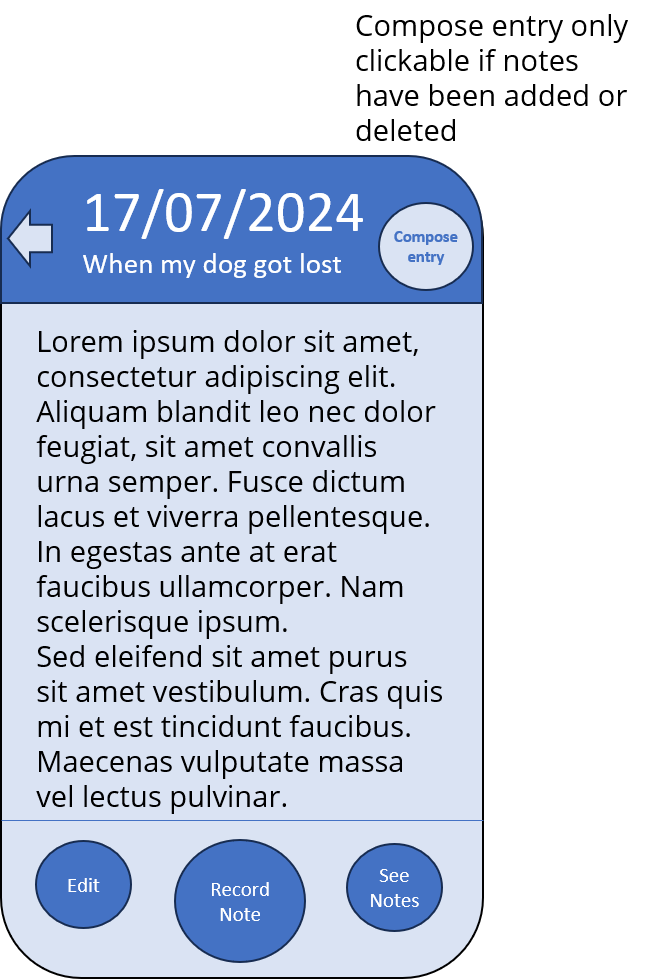 Compose entry only
clickable if notes
have been added or
deleted
17/07/2024
When my dog got lost
Compose
entry
Lorem ipsum dolor sit amet,
consectetur adipiscing elit.
Aliquam blandit leo nec dolor
feugiat, sit amet convallis
urna semper. Fusce dictum
lacus et viverra pellentesque.
In egestas ante at erat
faucibus ullamcorper. Nam
scelerisque ipsum.
Sed eleifend sit amet purus
sit amet vestibulum. Cras quis
mi et est tincidunt faucibus.
Maecenas vulputate massa
vel lectus pulvinar.
Edit
Record
Note
See
Notes